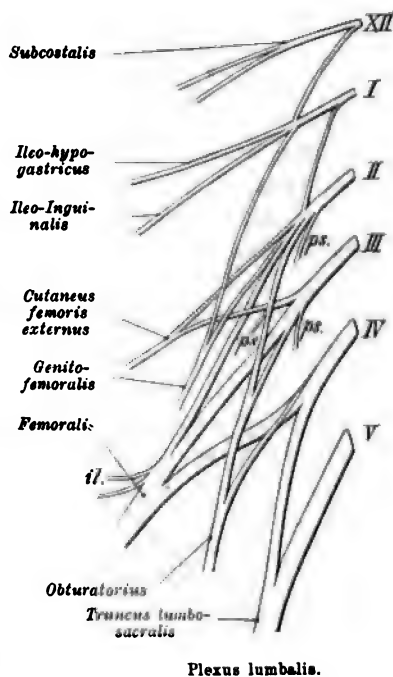 XII
Subcostalis
I
Ileo-hypo-
gastricus
II
Ileo-Ingui-
nalis
ps.
III
Cutaneus
femoris
externus
ps.
IV
Genito-
femoralis
Femoralis
V
il.
Obturatorius
Truncus lumbo-
sacralis
Plexus lumbalis.